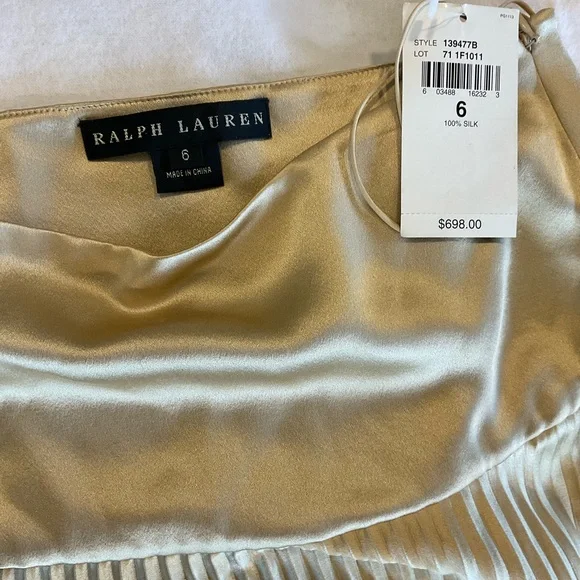 RALPH LAUREN
6
MADE IN CHINA
STYLE 139477B
LOT 71 1F1011
6 03488 16232 3
6
100% SILK
$698.00